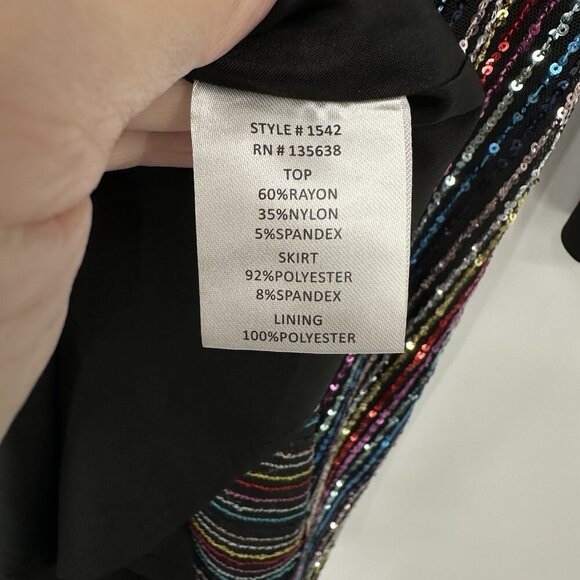 STYLE # 1542
RN # 135638
TOP
60%RAYON
35%NYLON
5%SPANDEX
SKIRT
92%POLYESTER
8%SPANDEX
LINING
100%POLYESTER